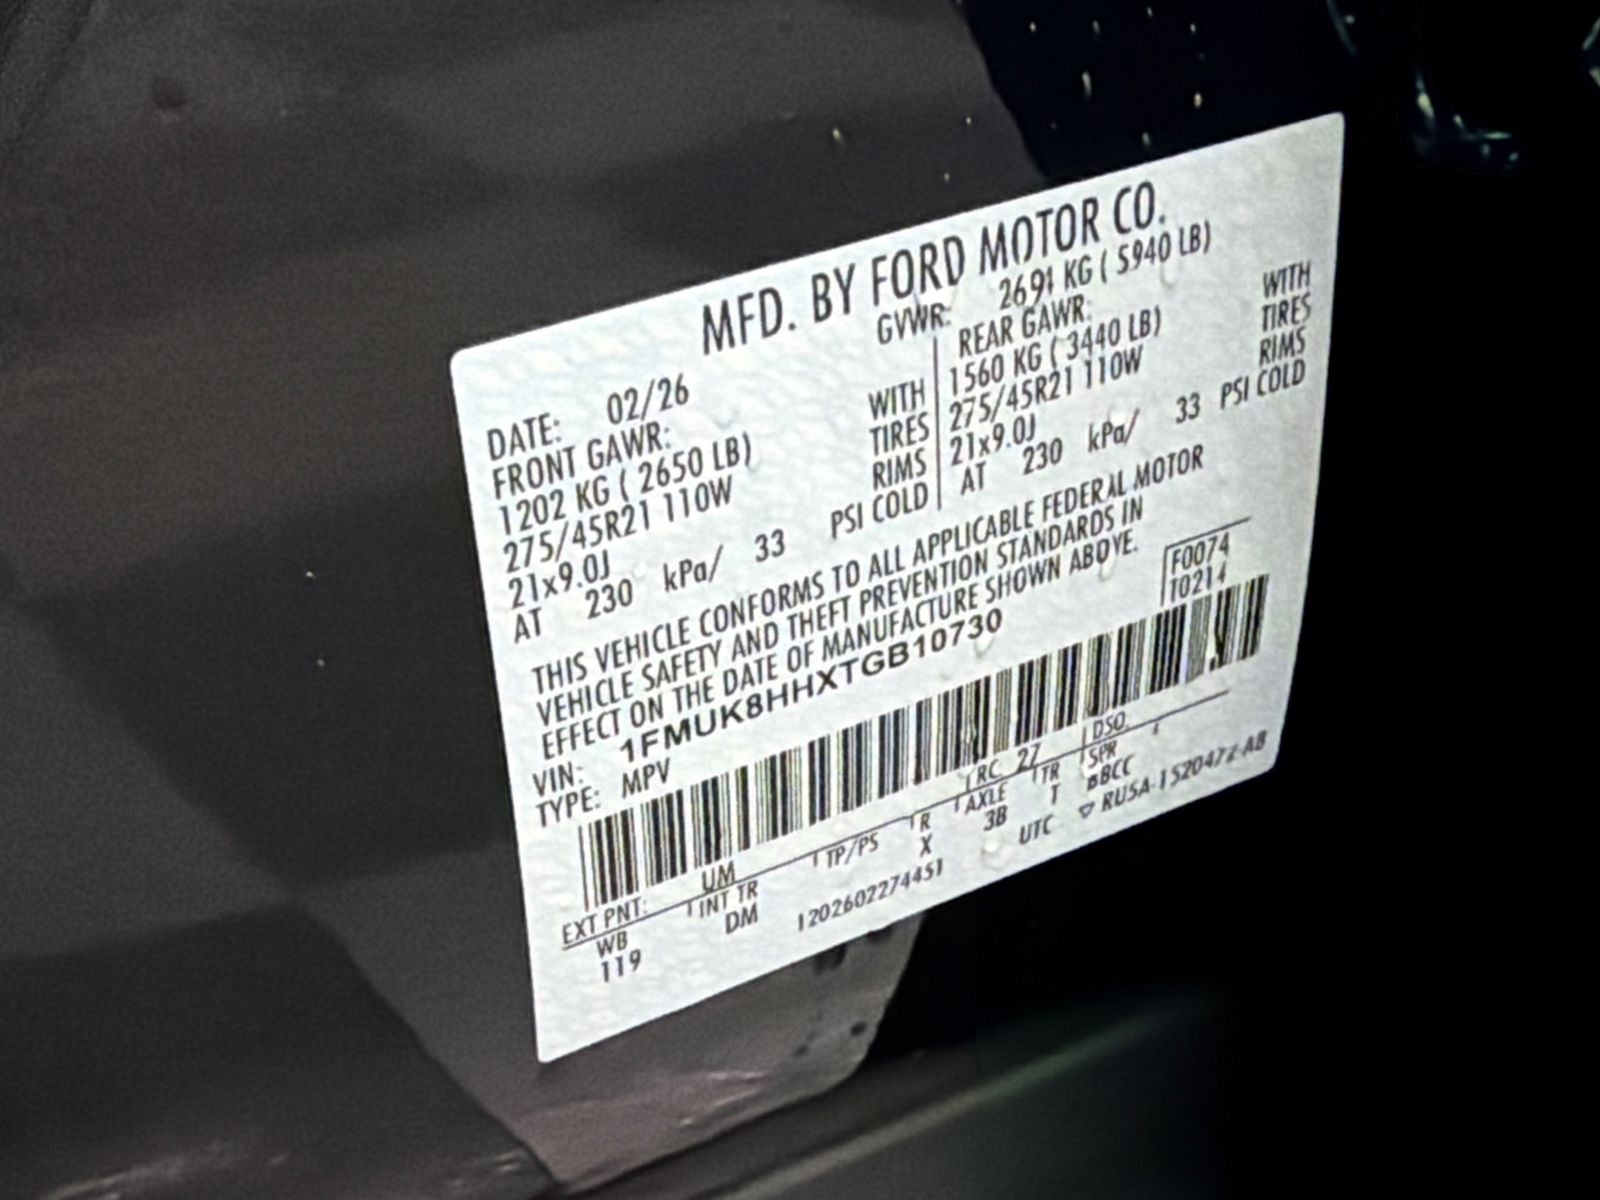 MFD. BY FORD MOTOR CO.
DATE: 02/26
GVWR: 2691 KG ( 5940 LB)
FRONT GAWR:
1202 KG ( 2650 LB) WITH
275/45R21 110W TIRES
21x9.0J RIMS
AT 230 kPa/ 33 PSI COLD
REAR GAWR:
1560 KG ( 3440 LB) WITH
275/45R21 110W TIRES
21x9.0J RIMS
AT 230 kPa/ 33 PSI COLD
THIS VEHICLE CONFORMS TO ALL APPLICABLE FEDERAL MOTOR
VEHICLE SAFETY AND THEFT PREVENTION STANDARDS IN
EFFECT ON THE DATE OF MANUFACTURE SHOWN ABOVE.
F0074
T0214
VIN: 1FMUK8HHXTGB10730
TYPE: MPV
EXT PNT: UM RC 27 DSO
WB INT TR TP/PS R AXLE TR SPR
119 DM X 3B T BCC
1202602274451 UTC